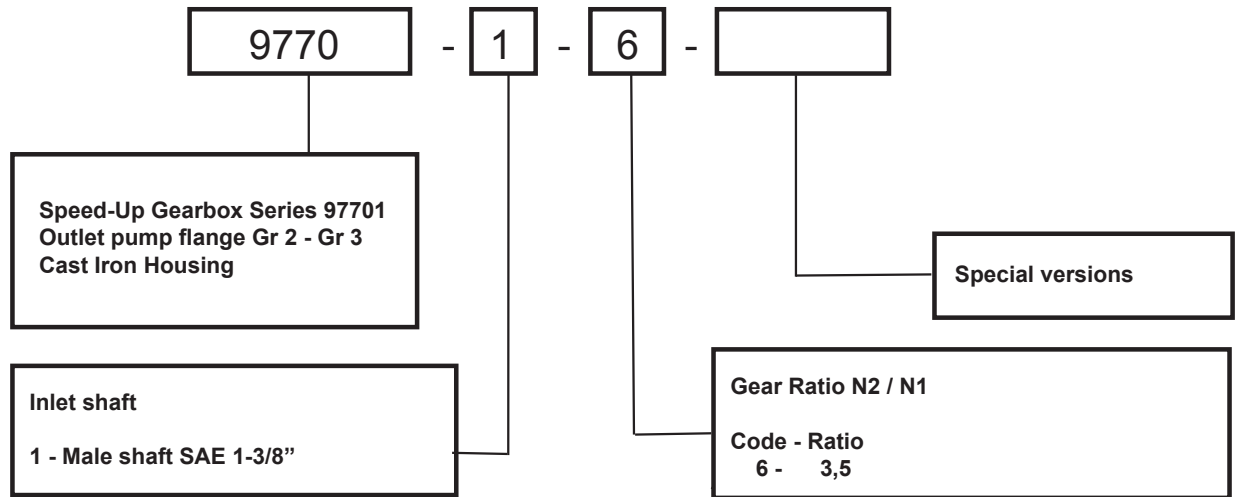 9770 - 1 - 6 -
Speed-Up Gearbox Series 97701
Outlet pump flange Gr 2 - Gr 3
Cast Iron Housing
Special versions
Inlet shaft
1 - Male shaft SAE 1-3/8”
Gear Ratio N2 / N1
Code - Ratio
6 - 3,5